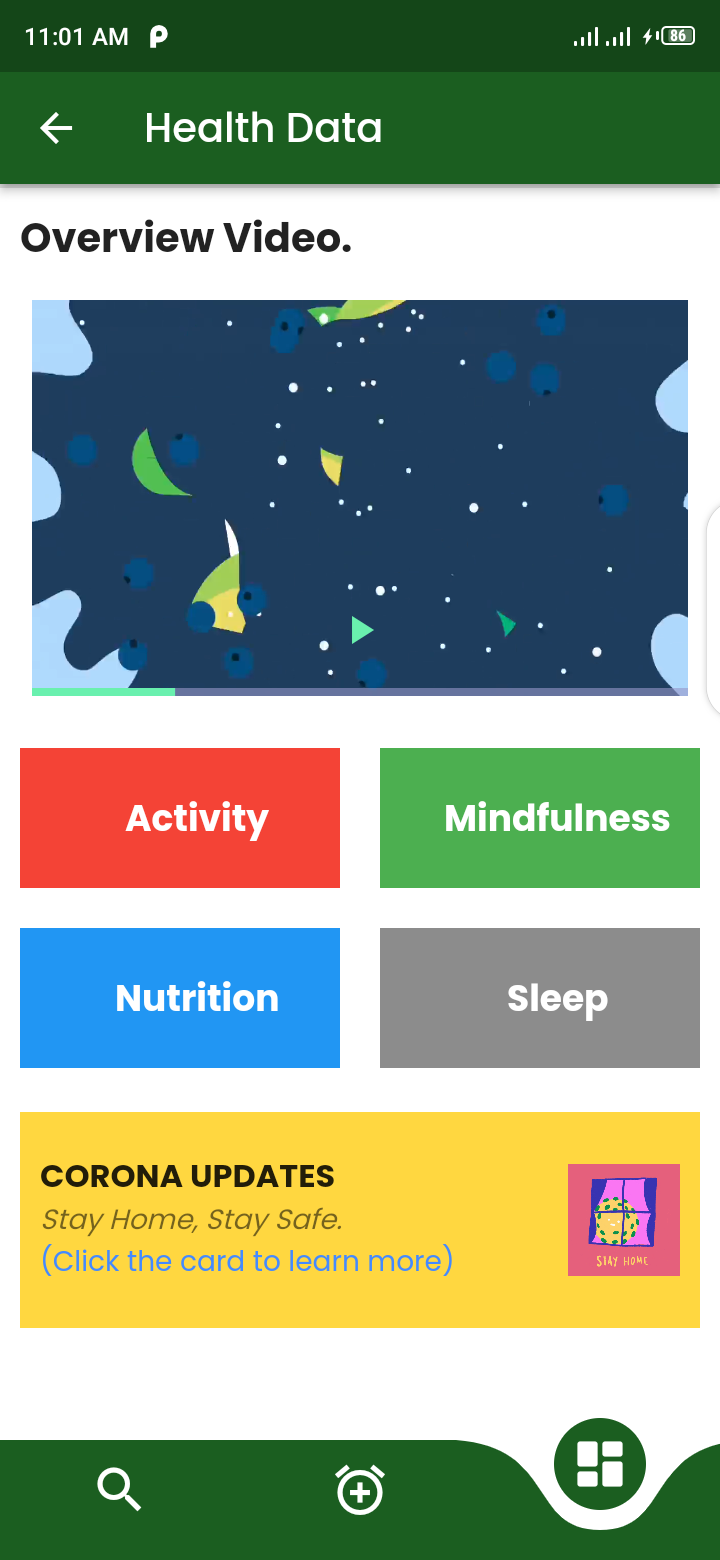 11:01 AM
86
Health Data
Overview Video.
Activity
Mindfulness
Nutrition
Sleep
CORONA UPDATES
Stay Home, Stay Safe.
(Click the card to learn more)
STAY HOME